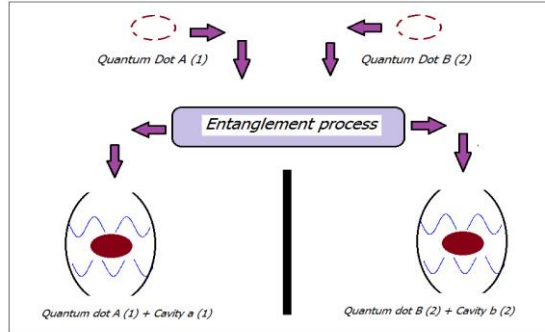 Quantum Dot A (1)
Quantum Dot B (2)
Entanglement process
Quantum dot A (1) + Cavity a (1)
Quantum dot B (2) + Cavity b (2)